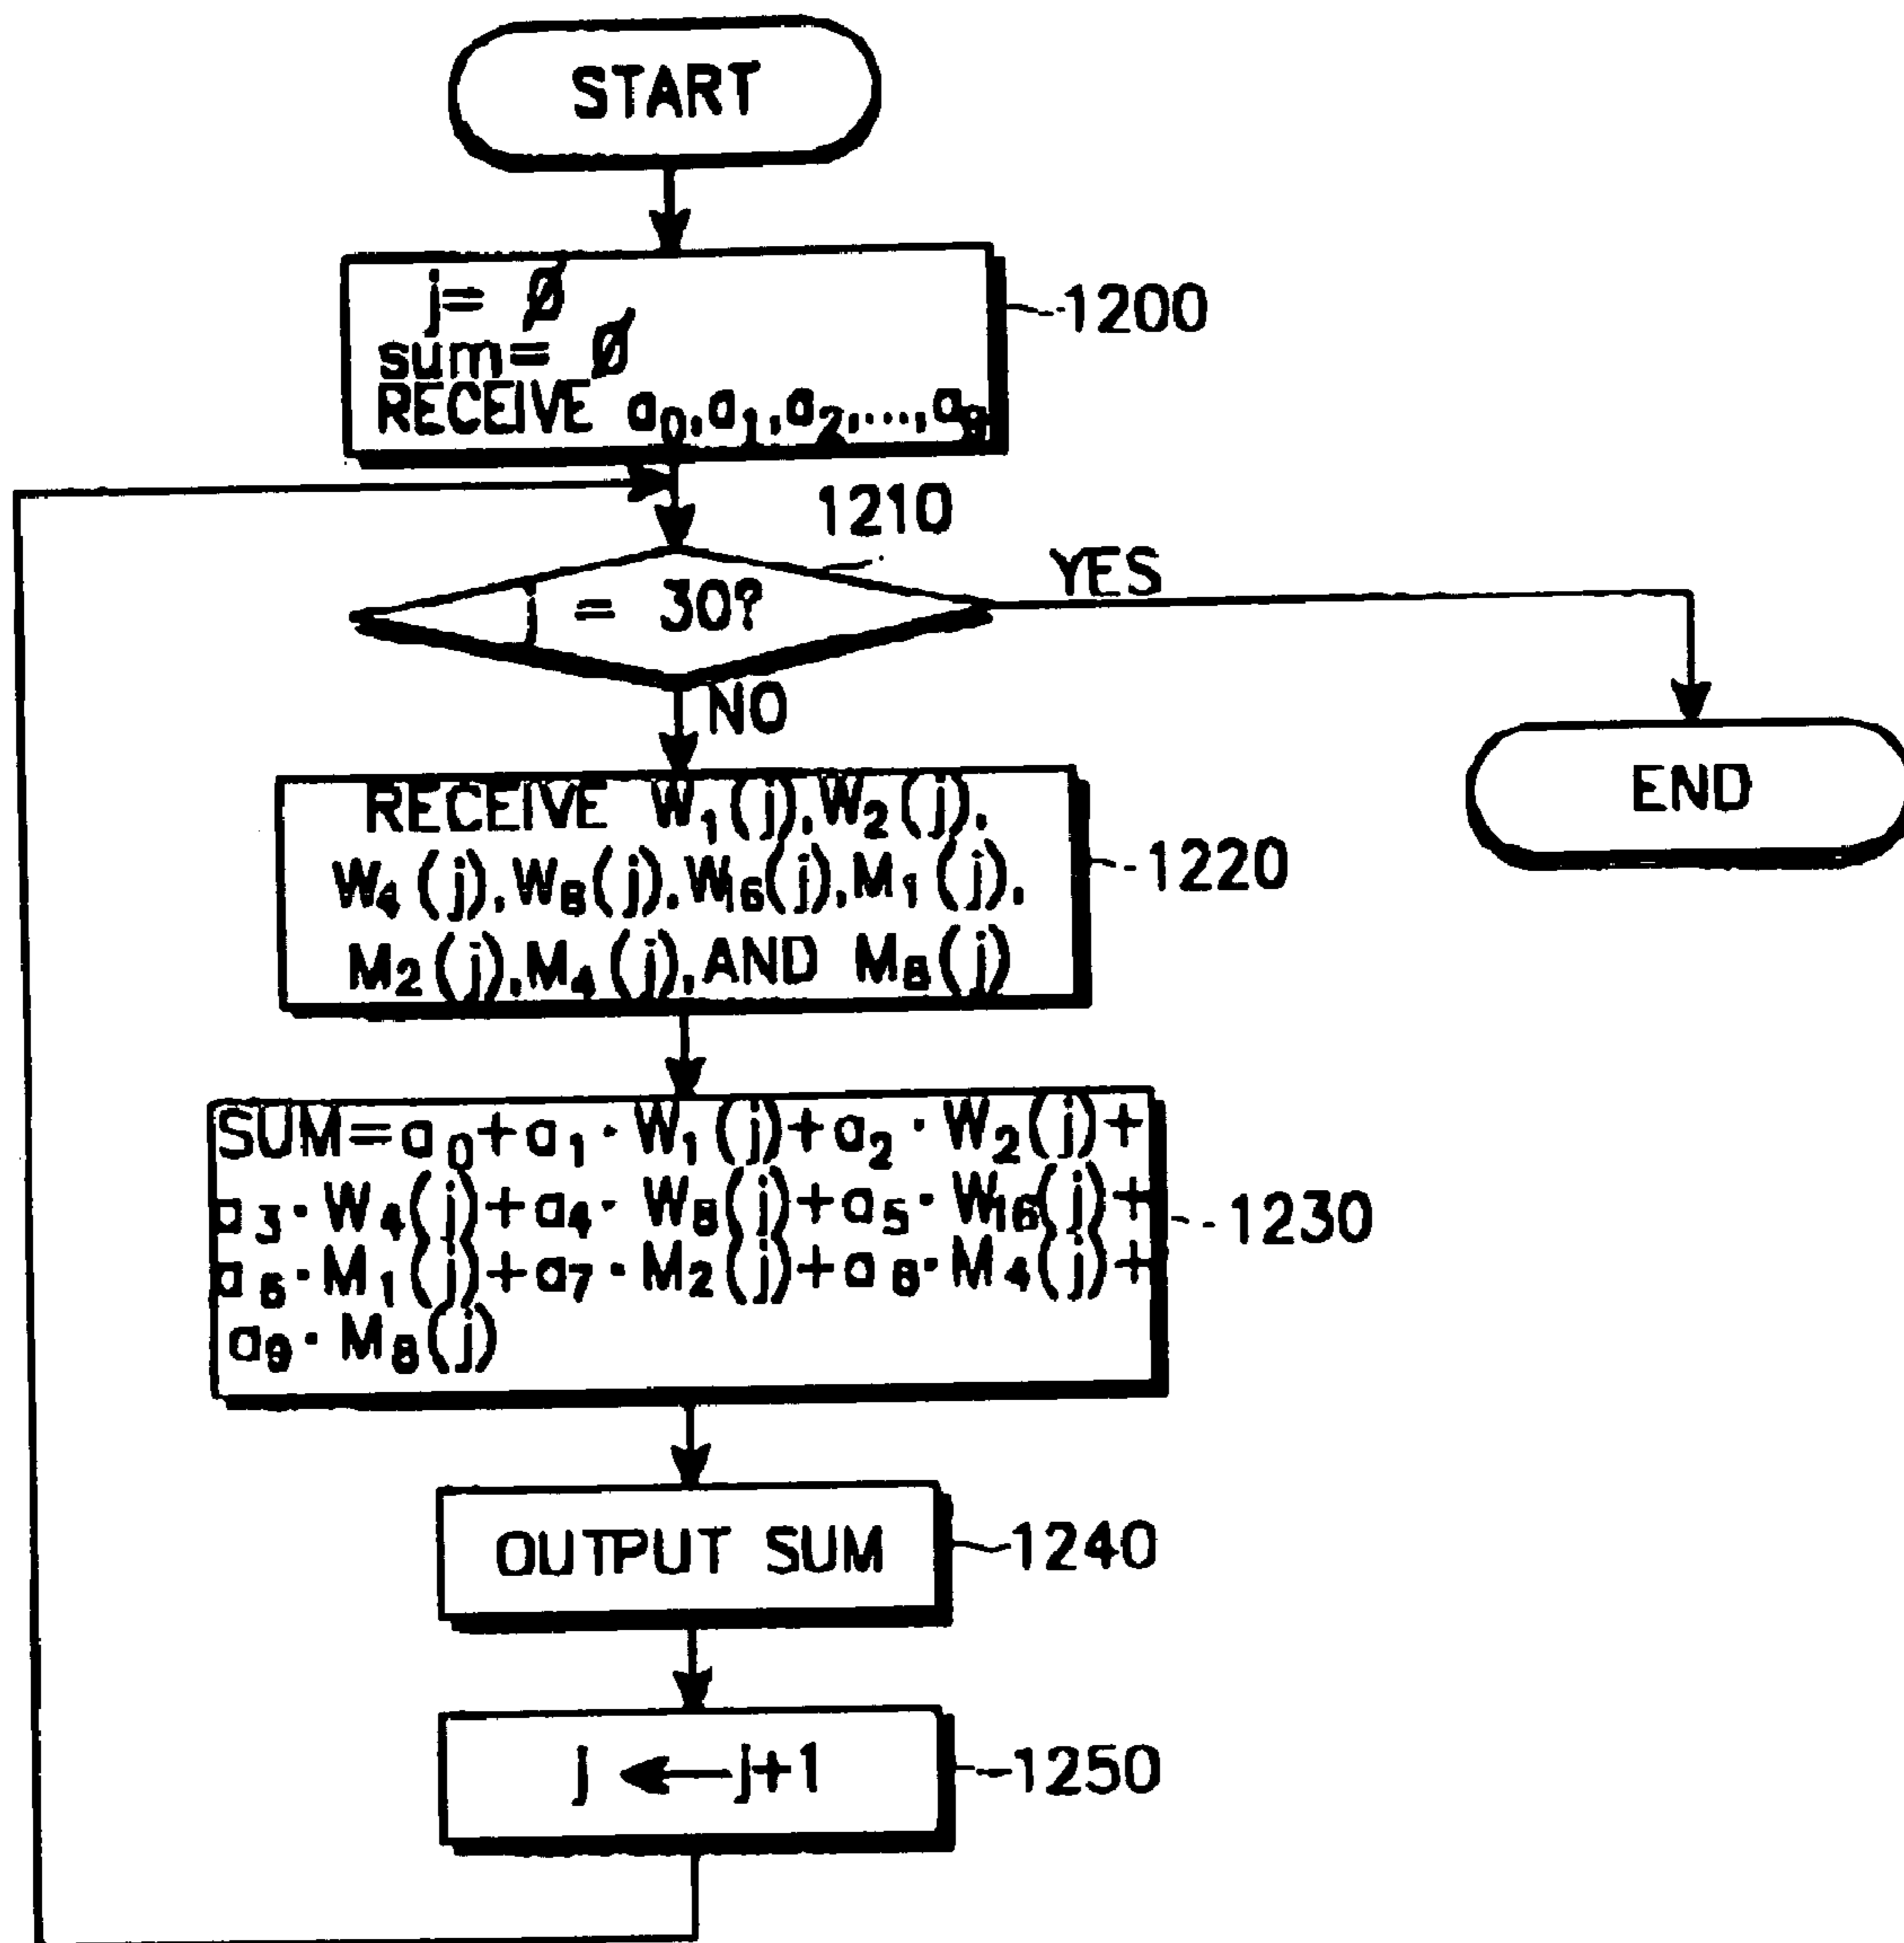 START
j= Ø
sum= Ø
RECEIVE a₀,a₁,a₂,...,a₉
1200
1210
j = 30?
YES
NO
END
RECEIVE W₁(j),W₂(j),
W₄(j),W₈(j),W₁₆(j),M₁(j),
M₂(j),M₄(j),AND M₈(j)
1220
SUM=a₀+a₁·W₁(j)+a₂·W₂(j)+
a₃·W₄(j)+a₄·W₈(j)+a₅·W₁₆(j)+
a₆·M₁(j)+a₇·M₂(j)+a₈·M₄(j)+
a₉·M₈(j)
1230
OUTPUT SUM
1240
j ←j+1
1250